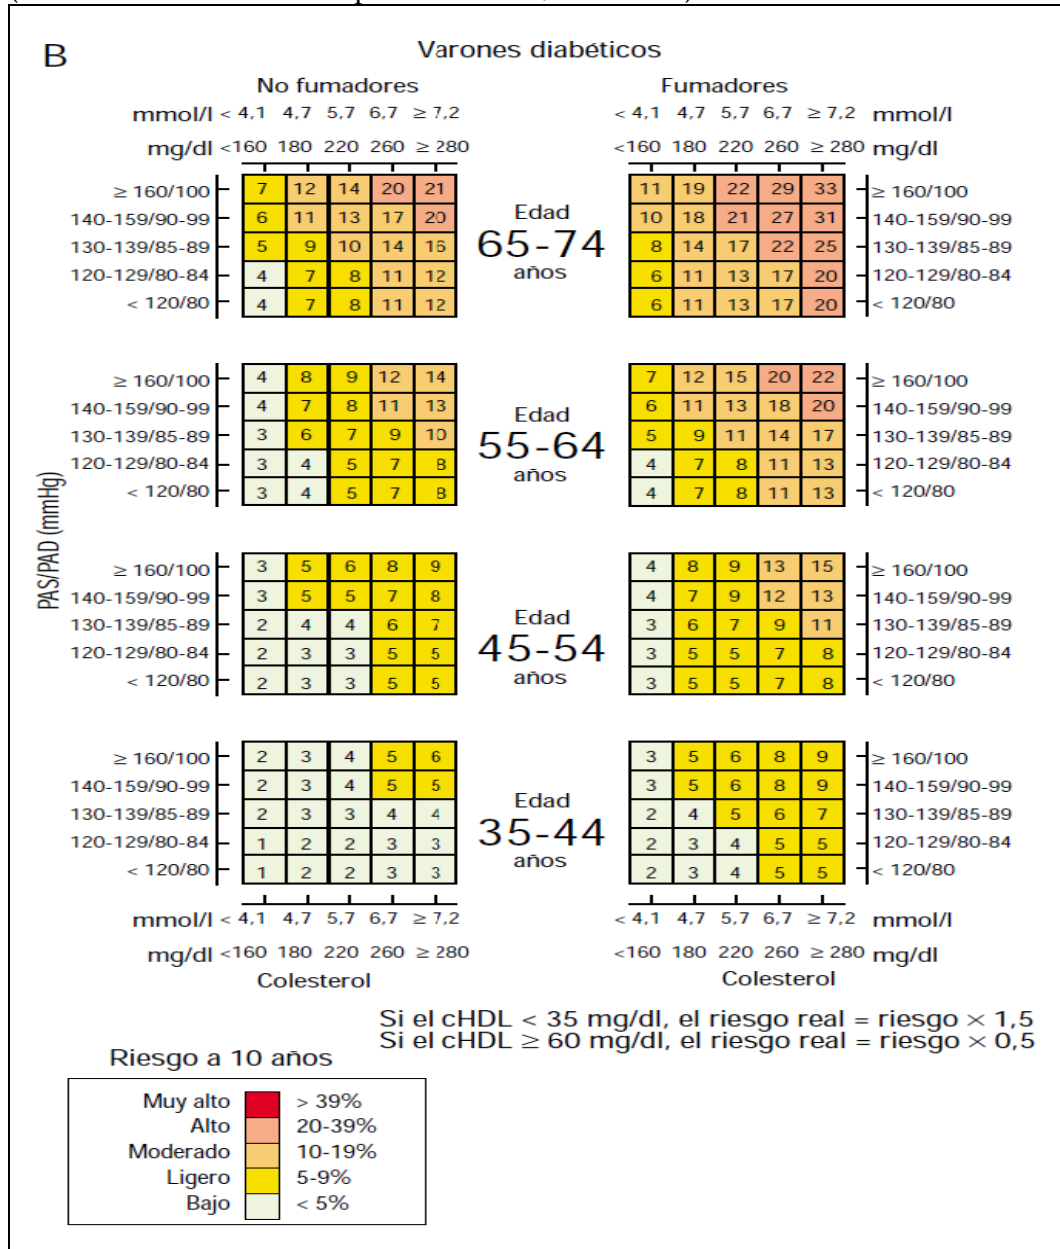 B
Varones diabéticos
No fumadores Fumadores
mmol/l < 4,1 4,7 5,7 6,7 ≥ 7,2 < 4,1 4,7 5,7 6,7 ≥ 7,2 mmol/l
mg/dl <160 180 220 260 ≥ 280 <160 180 220 260 ≥ 280 mg/dl
≥ 160/100 7 12 14 20 21 11 19 22 29 33 ≥ 160/100
140-159/90-99 6 11 13 17 20 Edad 10 18 21 27 31 140-159/90-99
130-139/85-89 5 9 10 14 16 65-74 8 14 17 22 25 130-139/85-89
120-129/80-84 4 7 8 11 12 años 6 11 13 17 20 120-129/80-84
< 120/80 4 7 8 11 12 6 11 13 17 20 < 120/80
≥ 160/100 4 8 9 12 14 7 12 15 20 22 ≥ 160/100
140-159/90-99 4 7 8 11 13 Edad 6 11 13 18 20 140-159/90-99
130-139/85-89 3 6 7 9 10 55-64 5 9 11 14 17 130-139/85-89
120-129/80-84 3 4 5 7 8 años 4 7 8 11 13 120-129/80-84
< 120/80 3 4 5 7 8 4 7 8 11 13 < 120/80
PAS/PAD (mmHg)
≥ 160/100 3 5 6 8 9 4 8 9 13 15 ≥ 160/100
140-159/90-99 3 5 5 7 8 Edad 4 7 9 12 13 140-159/90-99
130-139/85-89 2 4 4 6 7 45-54 3 6 7 9 11 130-139/85-89
120-129/80-84 2 3 3 5 5 años 3 5 5 7 8 120-129/80-84
< 120/80 2 3 3 5 5 3 5 5 7 8 < 120/80
≥ 160/100 2 3 4 5 6 3 5 6 8 9 ≥ 160/100
140-159/90-99 2 3 4 5 5 Edad 3 5 6 8 9 140-159/90-99
130-139/85-89 2 3 3 4 4 35-44 2 4 5 6 7 130-139/85-89
120-129/80-84 1 2 2 3 3 años 2 3 4 5 5 120-129/80-84
< 120/80 1 2 2 3 3 2 3 4 5 5 < 120/80
mmol/l < 4,1 4,7 5,7 6,7 ≥ 7,2 < 4,1 4,7 5,7 6,7 ≥ 7,2 mmol/l
mg/dl <160 180 220 260 ≥ 280 <160 180 220 260 ≥ 280 mg/dl
Colesterol Colesterol
Si el cHDL < 35 mg/dl, el riesgo real = riesgo × 1,5
Si el cHDL ≥ 60 mg/dl, el riesgo real = riesgo × 0,5
Riesgo a 10 años
Muy alto > 39%
Alto 20-39%
Moderado 10-19%
Ligero 5-9%
Bajo < 5%